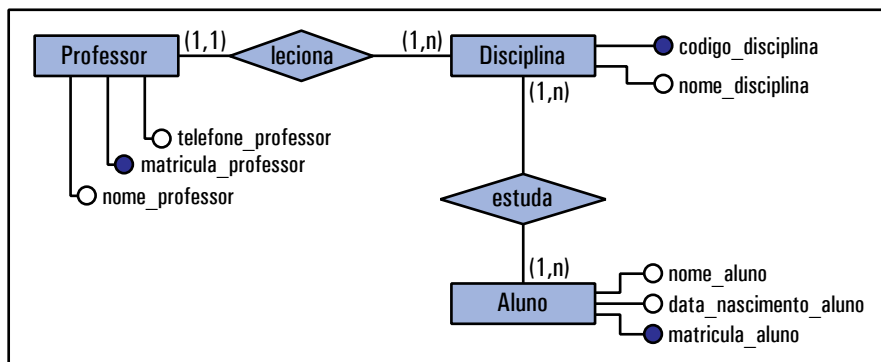 Professor
(1,1)
leciona
(1,n)
Disciplina
codigo_disciplina
nome_disciplina
(1,n)
telefone_professor
matricula_professor
nome_professor
estuda
(1,n)
Aluno
nome_aluno
data_nascimento_aluno
matricula_aluno